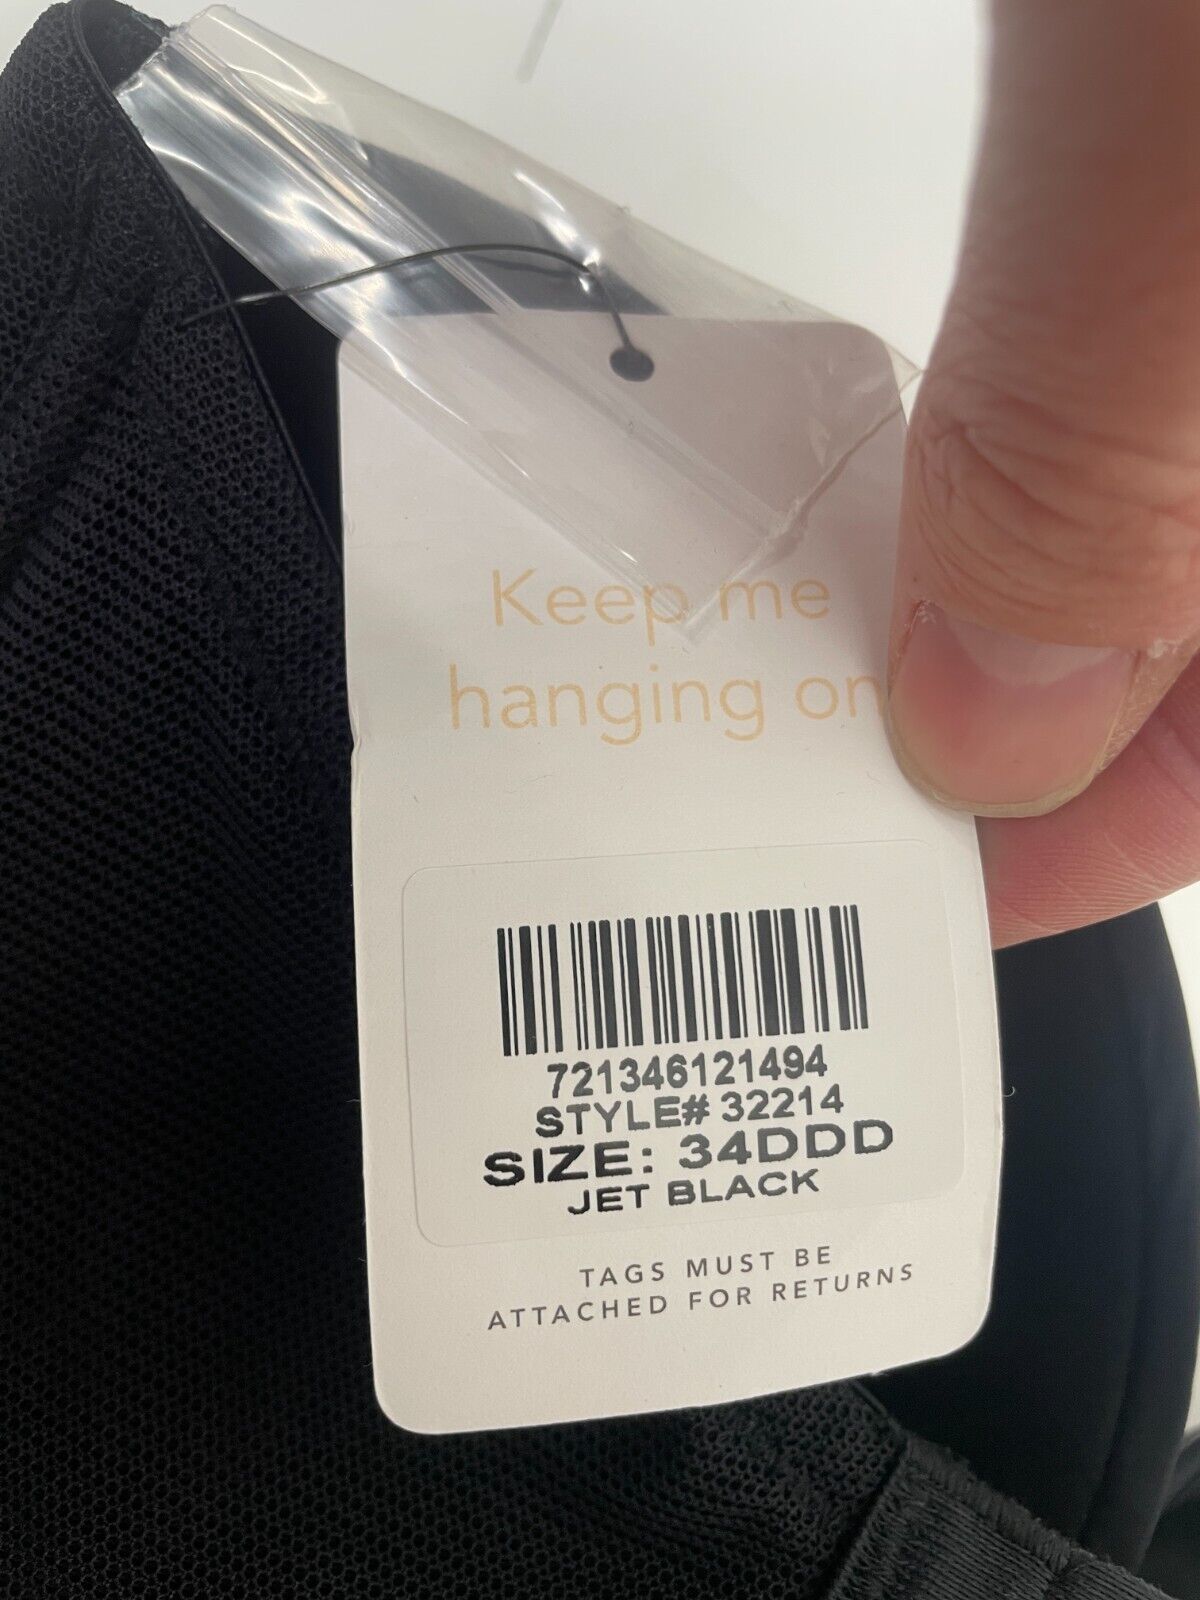 Keep me
hanging on
721346121494
STYLE# 32214
SIZE: 34DDD
JET BLACK
TAGS MUST BE
ATTACHED FOR RETURNS